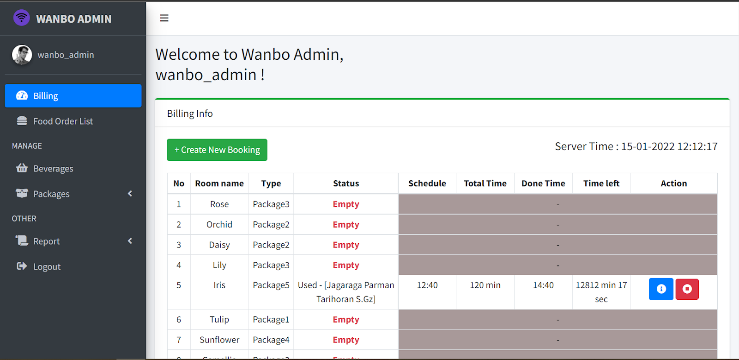 WANBO ADMIN
wanbo_admin
Billing
Food Order List
MANAGE
Beverages
Packages
OTHER
Report
Logout
Welcome to Wanbo Admin,
wanbo_admin !
Billing Info
+ Create New Booking
Server Time : 15-01-2022 12:12:17
No Room name Type Status Schedule Total Time Done Time Time left Action
1 Rose Package3 Empty -
2 Orchid Package2 Empty -
3 Daisy Package2 Empty -
4 Lily Package3 Empty -
5 Iris Package5 Used - [Jagaraga Parman 12:40 120 min 14:40 12812 min 17
Tarihoran S.Gz] sec
6 Tulip Package1 Empty -
7 Sunflower Package4 Empty -